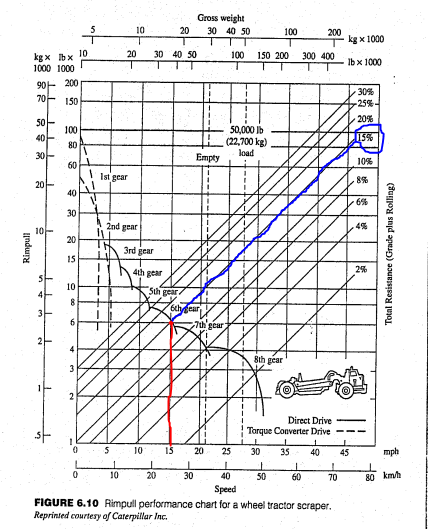 Gross weight
5 10 20 30 40 50 100 200
kg × 1000
kg × lb × 10 20 30 40 50 100 150 200 300 400
lb × 1000
1000 1000
90 200 30%
70 150 25%
50 100 50,000 lb 20%
40 80 (22,700 kg) 15%
30 60 Empty load 10%
20 40 1st gear 8%
30 6%
10 20 2nd gear 4%
15 3rd gear
5 10 4th gear 2%
4 8 5th gear
3 6 6th gear
7th gear
2 4 8th gear
1 3
2
.5 1
Rimpull
Total Resistance (Grade plus Rolling)
Direct Drive
Torque Converter Drive
0 5 10 15 20 25 30 35 40 45 mph
0 10 20 30 40 50 60 70 80 km/h
Speed
FIGURE 6.10 Rimpull performance chart for a wheel tractor scraper.
Reprinted courtesy of Caterpillar Inc.